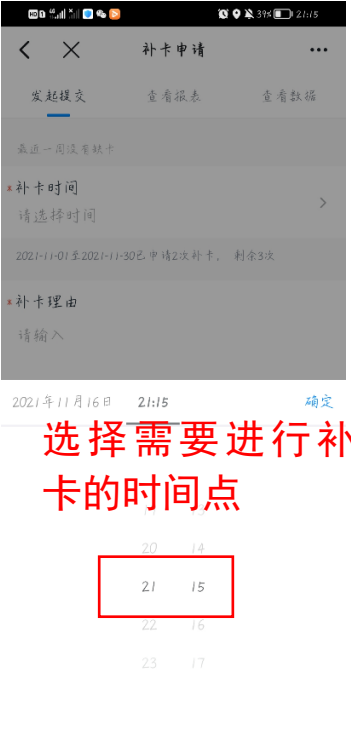 39% 21:15
补卡申请
发起提交 查看报表 查看数据
最近一周没有缺卡
*补卡时间
请选择时间
2021-11-01至2021-11-30已申请2次补卡， 剩余3次
*补卡理由
请输入
2021年11月16日 21:15 确定
选择需要进行补
卡的时间点
20 14
21 15
22 16
23 17